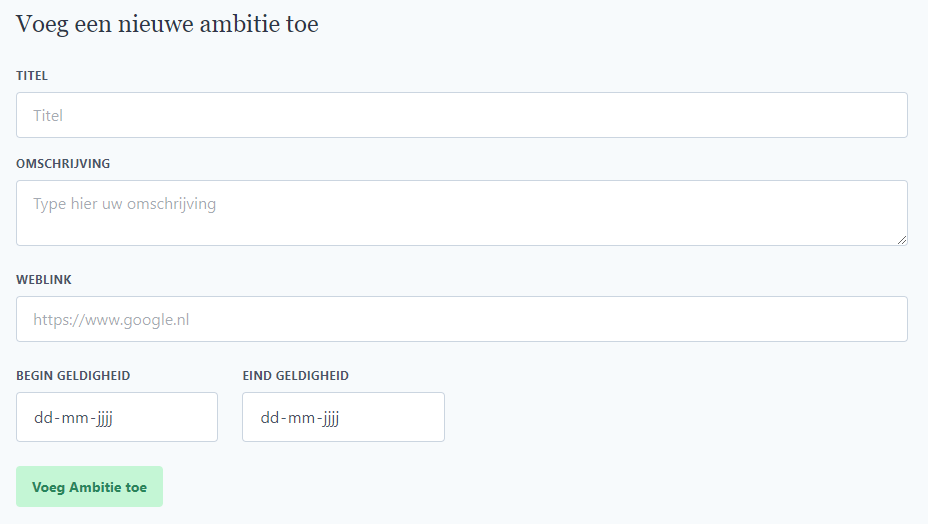 Voeg een nieuwe ambitie toe
TITEL
Titel
OMSCHRIJVING
Type hier uw omschrijving
WEBLINK
https://www.google.nl
BEGIN GELDIGHEID EIND GELDIGHEID
dd-mm-jjjj dd-mm-jjjj
Voeg Ambitie toe